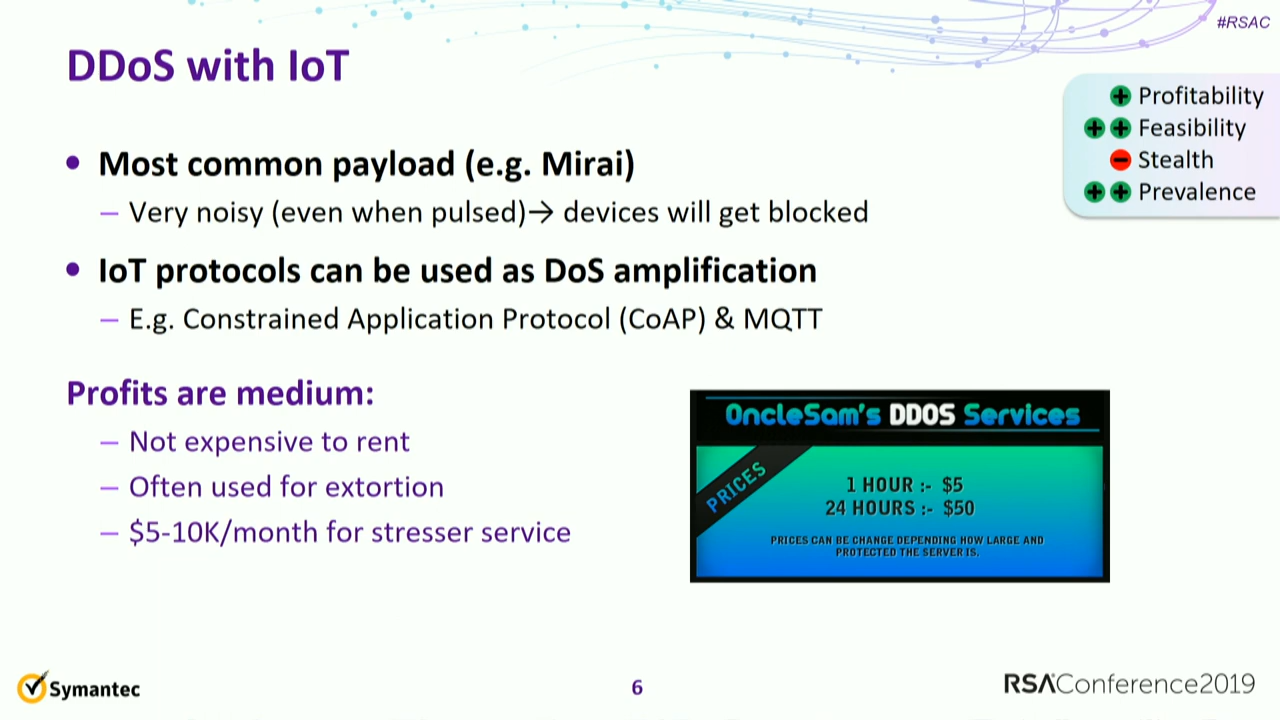 #RSAC
DDoS with IoT
Profitability
Feasibility
Stealth
Prevalence
• Most common payload (e.g. Mirai)
– Very noisy (even when pulsed)→ devices will get blocked
• IoT protocols can be used as DoS amplification
– E.g. Constrained Application Protocol (CoAP) & MQTT
Profits are medium:
– Not expensive to rent
– Often used for extortion
– $5-10K/month for stresser service
OncleSam's DDOS Services
PRICES
1 HOUR :- $5
24 HOURS :- $50
PRICES CAN BE CHANGE DEPENDING HOW LARGE AND
PROTECTED THE SERVER IS.
Symantec
6
RSAConference2019